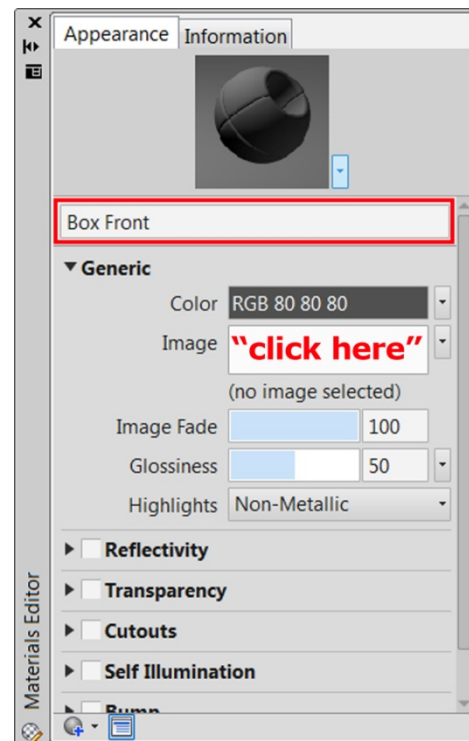 Appearance Information
Box Front
Generic
Color RGB 80 80 80
Image "click here"
(no image selected)
Image Fade 100
Glossiness 50
Highlights Non-Metallic
Reflectivity
Transparency
Cutouts
Self Illumination
Bump
Materials Editor